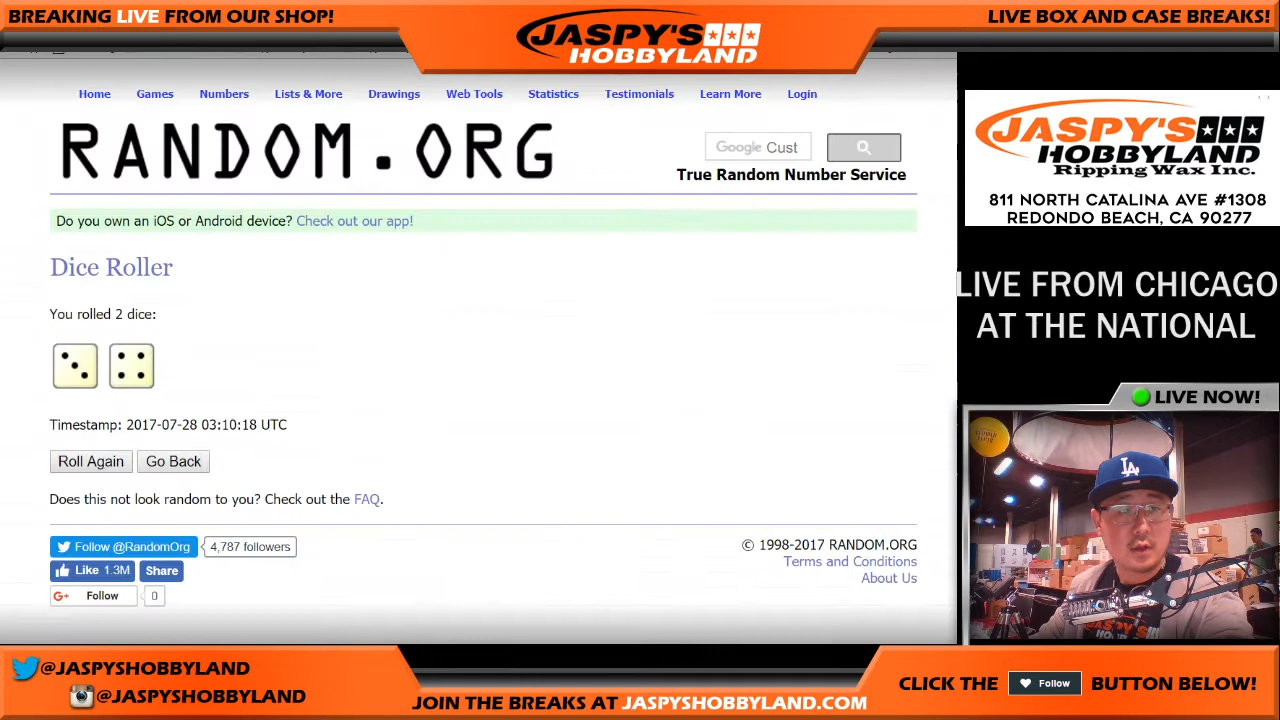 BREAKING LIVE FROM OUR SHOP!
JASPY'S
HOBBYLAND
LIVE BOX AND CASE BREAKS!
Home Games Numbers Lists & More Drawings Web Tools Statistics Testimonials Learn More Login
RANDOM.ORG
Google Cust
True Random Number Service
Do you own an iOS or Android device? Check out our app!
Dice Roller
You rolled 2 dice:
Timestamp: 2017-07-28 03:10:18 UTC
Roll Again Go Back
Does this not look random to you? Check out the FAQ.
Follow @RandomOrg 4,787 followers
Like 1.3M Share
G+ Follow 0
© 1998-2017 RANDOM.ORG
Terms and Conditions
About Us
JASPY'S
HOBBYLAND
Ripping Wax Inc.
811 NORTH CATALINA AVE #1308
REDONDO BEACH, CA 90277
LIVE FROM CHICAGO
AT THE NATIONAL
LIVE NOW!
LA
@JASPYSHOBBYLAND
@JASPYSHOBBYLAND
JOIN THE BREAKS AT JASPYSHOBBYLAND.COM
CLICK THE Follow BUTTON BELOW!